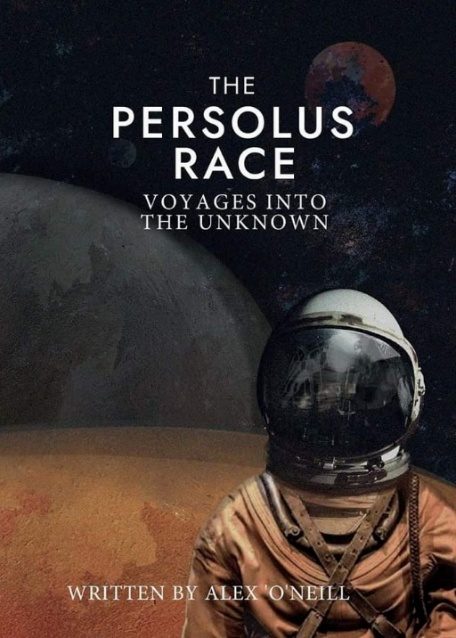 THE
PERSOLUS
RACE
VOYAGES INTO
THE UNKNOWN
WRITTEN BY ALEX 'O'NEILL